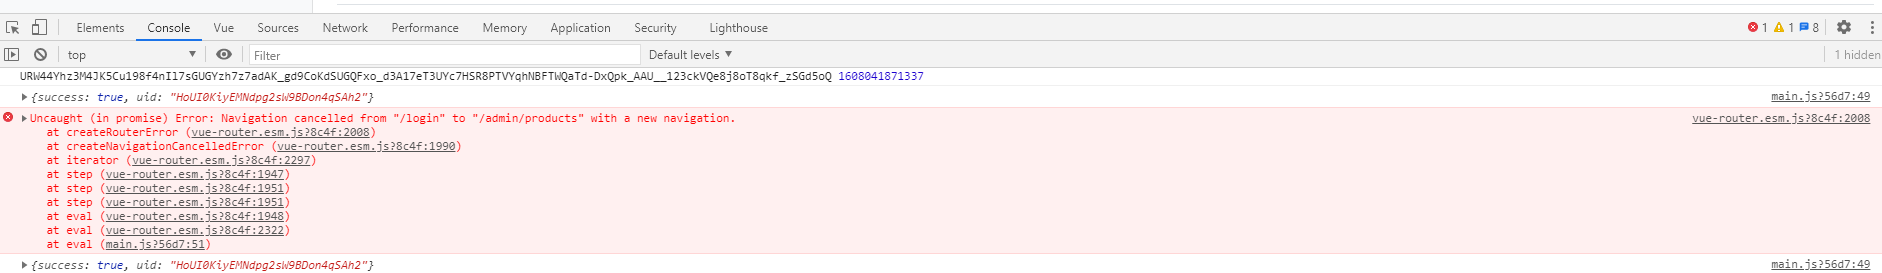 Elements Console Vue Sources Network Performance Memory Application Security Lighthouse 1 1 8
top Filter Default levels 1 hidden
URW44Yhz3M4JK5Cu198f4nIl7sGUGYzh7z7adAK_gd9CoKdSUGQFxo_d3A17eT3UYc7HSR8PTVYqhNBFTWQaTd-DxQpk_AAU__123ckVQe8j8oT8qkf_zSGd5oQ 1608041871337
{success: true, uid: "HoUI0KiyEMNdpg2sW9BDon4qSAh2"} main.js?56d7:49
Uncaught (in promise) Error: Navigation cancelled from "/login" to "/admin/products" with a new navigation. vue-router.esm.js?8c4f:2008
at createRouterError (vue-router.esm.js?8c4f:2008)
at createNavigationCancelledError (vue-router.esm.js?8c4f:1990)
at iterator (vue-router.esm.js?8c4f:2297)
at step (vue-router.esm.js?8c4f:1947)
at step (vue-router.esm.js?8c4f:1951)
at step (vue-router.esm.js?8c4f:1951)
at eval (vue-router.esm.js?8c4f:1948)
at eval (vue-router.esm.js?8c4f:2322)
at eval (main.js?56d7:51)
{success: true, uid: "HoUI0KiyEMNdpg2sW9BDon4qSAh2"} main.js?56d7:49